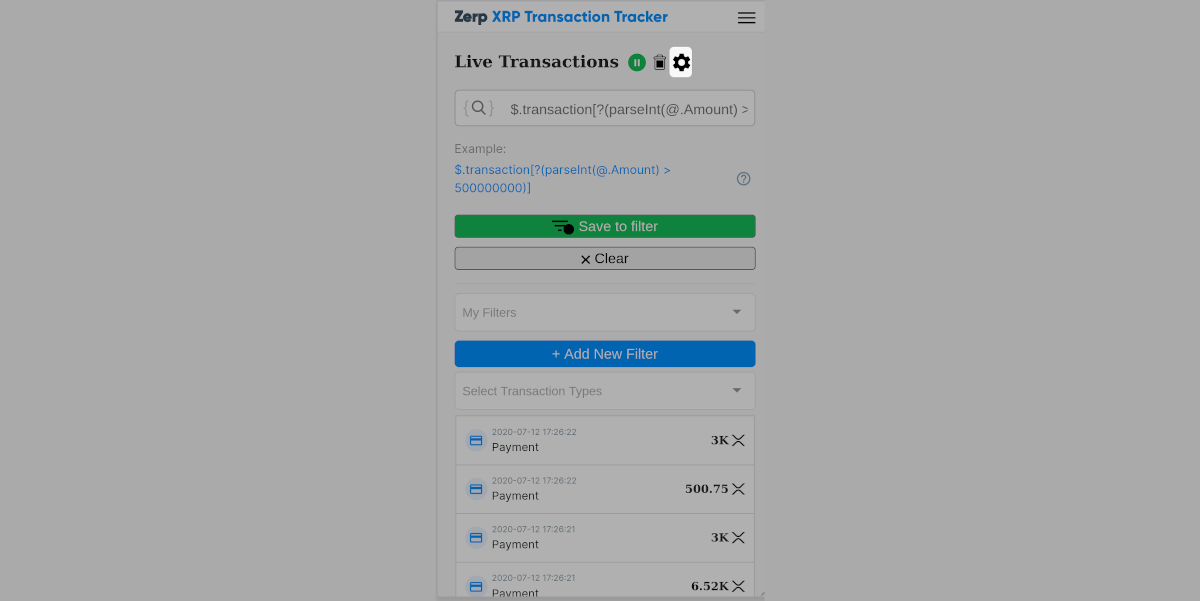 Zerp XRP Transaction Tracker
Live Transactions
$.transaction[?(parseInt(@.Amount) >
Example:
$.transaction[?(parseInt(@.Amount) >
500000000)]
Save to filter
Clear
My Filters
+ Add New Filter
Select Transaction Types
2020-07-12 17:26:22
Payment
3K
2020-07-12 17:26:22
Payment
500.75
2020-07-12 17:26:21
Payment
3K
2020-07-12 17:26:21
Payment
6.52K